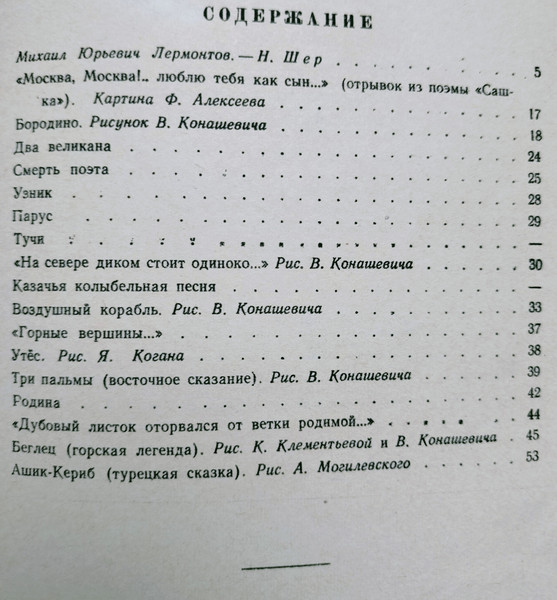 СОДЕРЖАНИЕ
Михаил Юрьевич Лермонтов. — Н. Шер . . . . . . . . 5
«Москва, Москва!.. люблю тебя как сын...» (отрывок из поэмы «Саш-
ка»). Картина Ф. Алексеева . . . . . . . . . . 17
Бородино. Рисунок В. Конашевича . . . . . . . . . . 18
Два великана . . . . . . . . . . . . . . . 24
Смерть поэта . . . . . . . . . . . . . . . 25
Узник . . . . . . . . . . . . . . . . . 28
Парус . . . . . . . . . . . . . . . . . 29
Тучи . . . . . . . . . . . . . . . . . —
«На севере диком стоит одиноко...» Рис. В. Конашевича . . . . 30
Казачья колыбельная песня . . . . . . . . . . . —
Воздушный корабль. Рис. В. Конашевича . . . . . . . . 33
«Горные вершины...» . . . . . . . . . . . . . 37
Утёс. Рис. Я. Когана . . . . . . . . . . . . . 38
Три пальмы (восточное сказание). Рис. В. Конашевича . . . . 39
Родина . . . . . . . . . . . . . . . . . 42
«Дубовый листок оторвался от ветки родимой...» . . . . . . 44
Беглец (горская легенда). Рис. К. Клементьевой и В. Конашевича . 45
Ашик-Кериб (турецкая сказка). Рис. А. Могилевского . . . . . 53